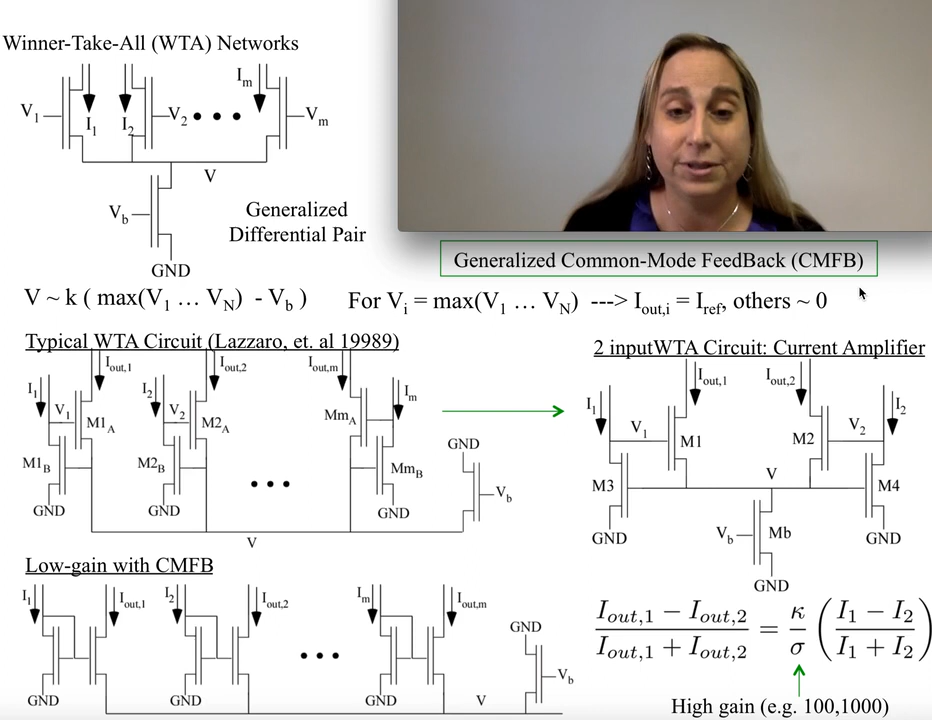 Winner-Take-All (WTA) Networks
V1 I1 I2 V2 • • • Im Vm
V
Vb
Generalized
Differential Pair
GND
Generalized Common-Mode FeedBack (CMFB)
V ~ k ( max(V1 … VN) - Vb )
For Vi = max(V1 … VN) ---> Iout,i = Iref, others ~ 0
Typical WTA Circuit (Lazzaro, et. al 19989)
I1 Iout,1 I2 Iout,2 Iout,m Im
V1 M1A V2 M2A MmA
M1B M2B • • • MmB
GND GND GND
GND
Vb
V
2 inputWTA Circuit: Current Amplifier
I1 Iout,1 Iout,2 I2
V1 M1 M2 V2
M3 V M4
GND Vb Mb GND
GND
Low-gain with CMFB
I1 Iout,1 I2 Iout,2 Im Iout,m
• • •
GND GND GND
GND
Vb
V
Iout,1 − Iout,2 / Iout,1 + Iout,2 = κ / σ ( I1 − I2 / I1 + I2 )
High gain (e.g. 100,1000)